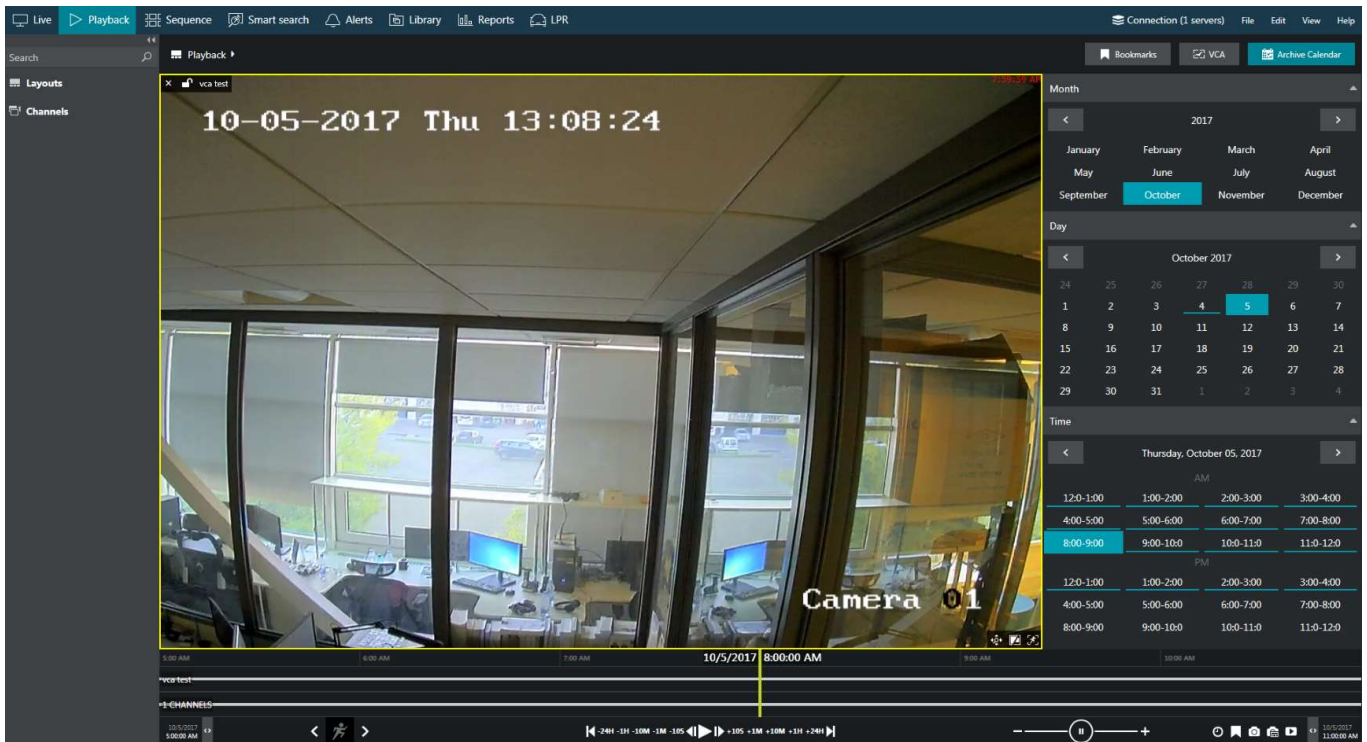 Live Playback Sequence Smart search Alerts Library Reports LPR Connection (1 servers) File Edit View Help
Search
Layouts
Channels
Playback
Bookmarks VCA Archive Calendar
vca test
7:59:59 AM
10-05-2017 Thu 13:08:24
Camera 01
Month
2017
January February March April
May June July August
September October November December
Day
October 2017
24 25 26 27 28 29 30
1 2 3 4 5 6 7
8 9 10 11 12 13 14
15 16 17 18 19 20 21
22 23 24 25 26 27 28
29 30 31 1 2 3 4
Time
Thursday, October 05, 2017
AM
12:0-1:00 1:00-2:00 2:00-3:00 3:00-4:00
4:00-5:00 5:00-6:00 6:00-7:00 7:00-8:00
8:00-9:00 9:00-10:0 10:0-11:0 11:0-12:0
PM
12:0-1:00 1:00-2:00 2:00-3:00 3:00-4:00
4:00-5:00 5:00-6:00 6:00-7:00 7:00-8:00
8:00-9:00 9:00-10:0 10:0-11:0 11:0-12:0
5:00 AM 6:00 AM 7:00 AM 10/5/2017 8:00:00 AM 9:00 AM 10:00 AM
vca test
1 CHANNELS
10/5/2017
5:00:00 AM
-24H -1H -10M -1M -10S +10S +1M +10M +1H +24H
10/5/2017
11:00:00 AM